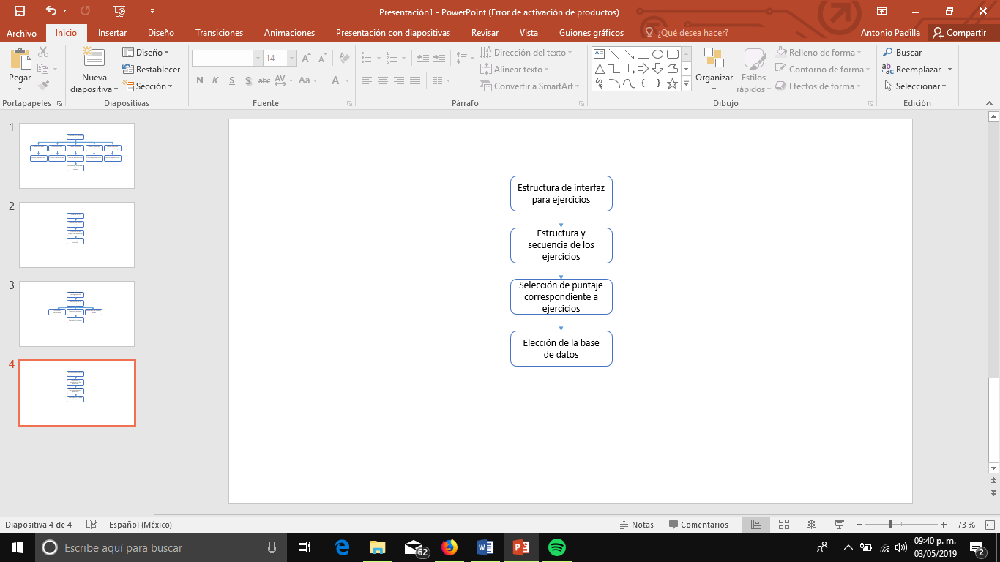 Presentación1 - PowerPoint (Error de activación de productos)
Archivo Inicio Insertar Diseño Transiciones Animaciones Presentación con diapositivas Revisar Vista Guiones gráficos ¿Qué desea hacer? Antonio Padilla Compartir
Pegar
Portapapeles
Nueva diapositiva
Diseño
Restablecer
Sección
Diapositivas
14
N K S S abc AV Aa A
Fuente
Dirección del texto
Alinear texto
Convertir a SmartArt
Párrafo
Organizar
Estilos rápidos
Relleno de forma
Contorno de forma
Efectos de forma
Dibujo
Buscar
Reemplazar
Seleccionar
Edición
1
2
3
4
Estructura de interfaz
para ejercicios
Estructura y
secuencia de los
ejercicios
Selección de puntaje
correspondiente a
ejercicios
Elección de la base
de datos
Diapositiva 4 de 4 Español (México) Notas Comentarios 73 %
Escribe aquí para buscar
62
09:40 p. m.
03/05/2019
2